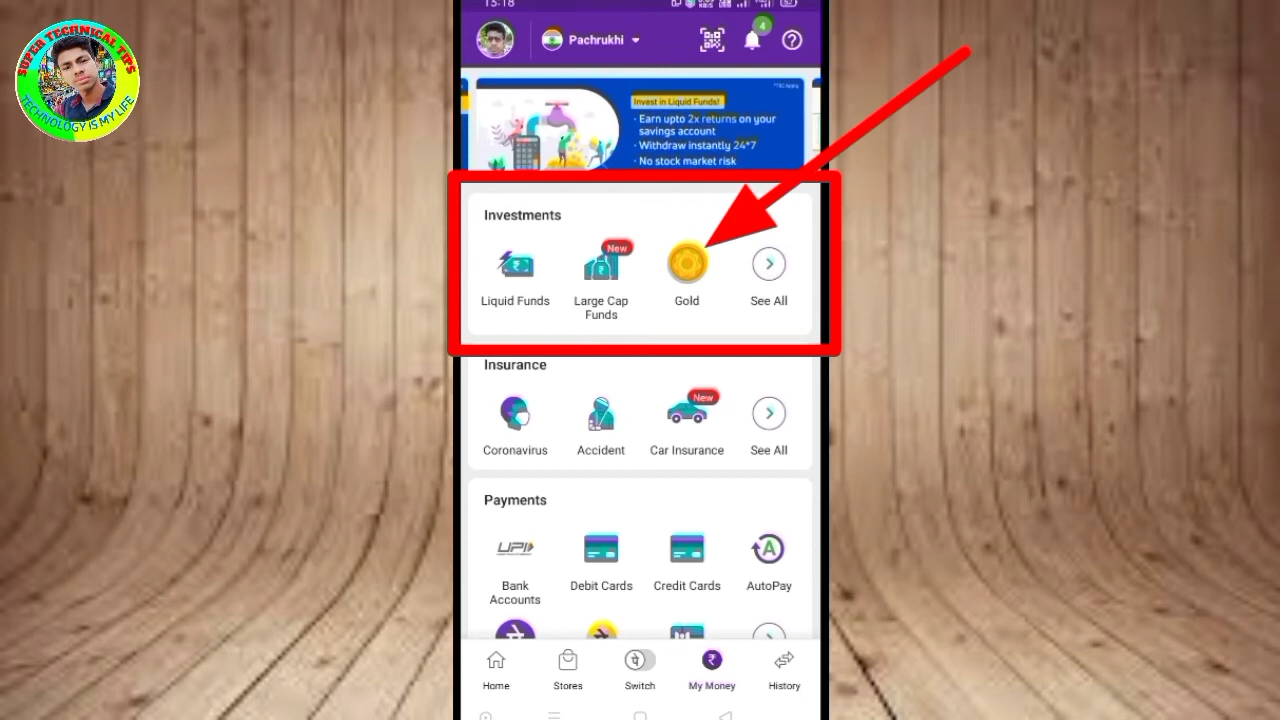 SUPER TECHNICAL TIPS
TECHNOLOGY IS MY LIFE
15:18
Pachrukhi
4
Invest in Liquid Funds!
· Earn upto 2x returns on your
savings account
· Withdraw instantly 24*7
· No stock market risk
Investments
New
Liquid Funds
Large Cap
Funds
Gold
See All
Insurance
New
Coronavirus
Accident
Car Insurance
See All
Payments
UPI
A
Bank
Accounts
Debit Cards
Credit Cards
AutoPay
Home
Stores
Switch
My Money
History